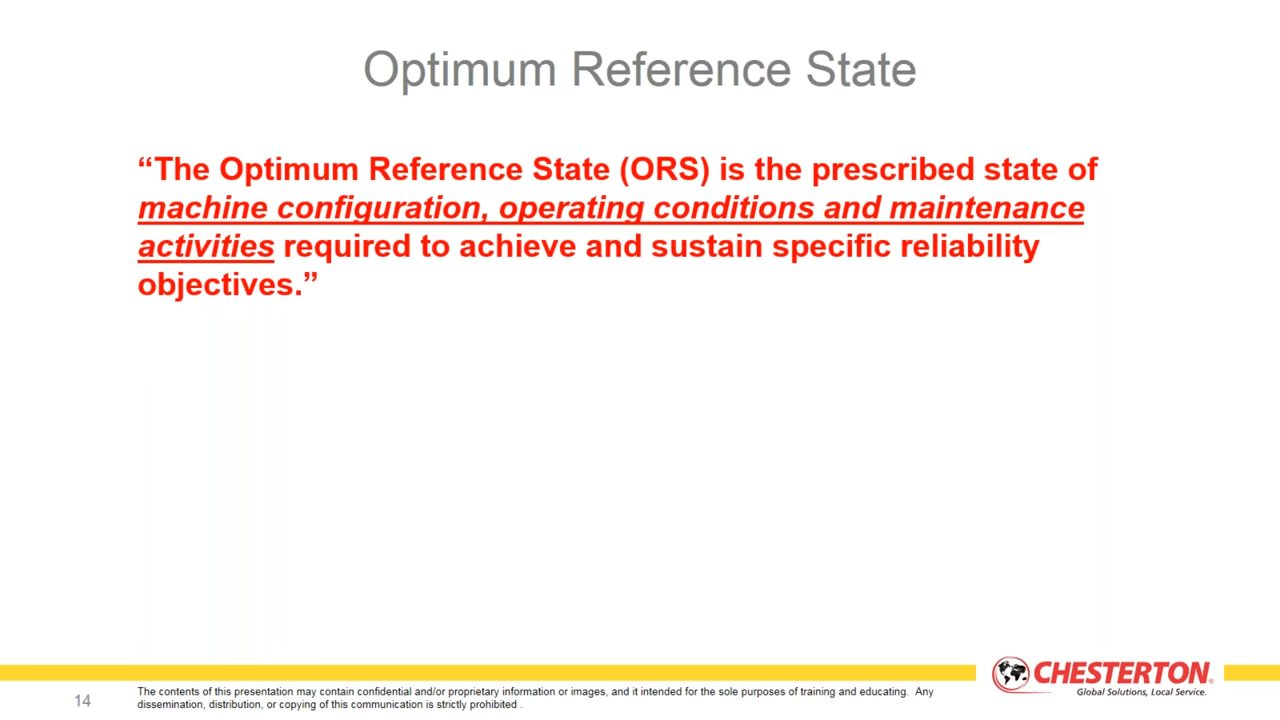 Optimum Reference State
“The Optimum Reference State (ORS) is the prescribed state of
machine configuration, operating conditions and maintenance
activities required to achieve and sustain specific reliability
objectives.”
14
The contents of this presentation may contain confidential and/or proprietary information or images, and it intended for the sole purposes of training and educating. Any
dissemination, distribution, or copying of this communication is strictly prohibited .
CHESTERTON®
Global Solutions, Local Service.